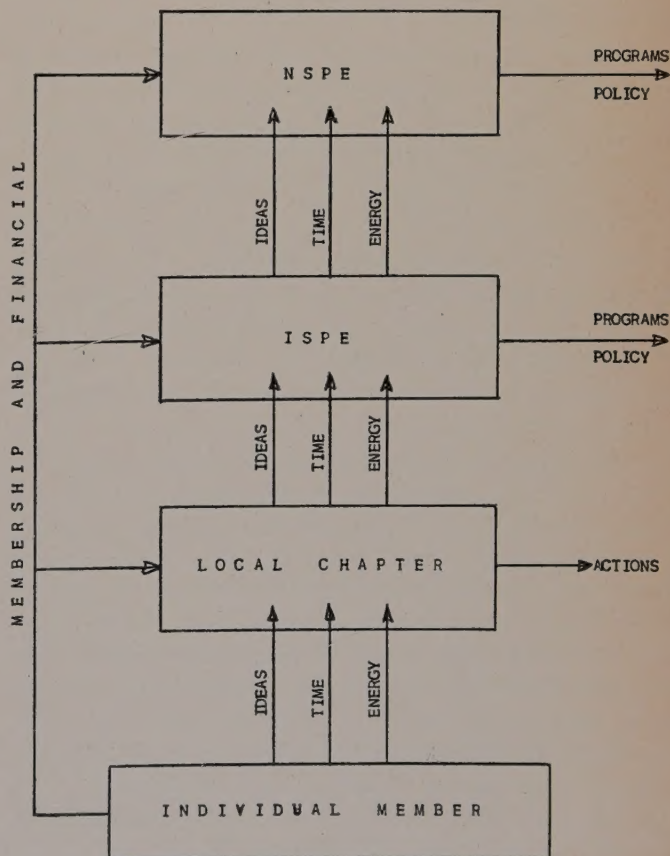 NSPE
PROGRAMS
POLICY
IDEAS
TIME
ENERGY
MEMBERSHIP AND FINANCIAL
ISPE
PROGRAMS
POLICY
IDEAS
TIME
ENERGY
LOCAL CHAPTER
ACTIONS
IDEAS
TIME
ENERGY
INDIVIDUAL MEMBER